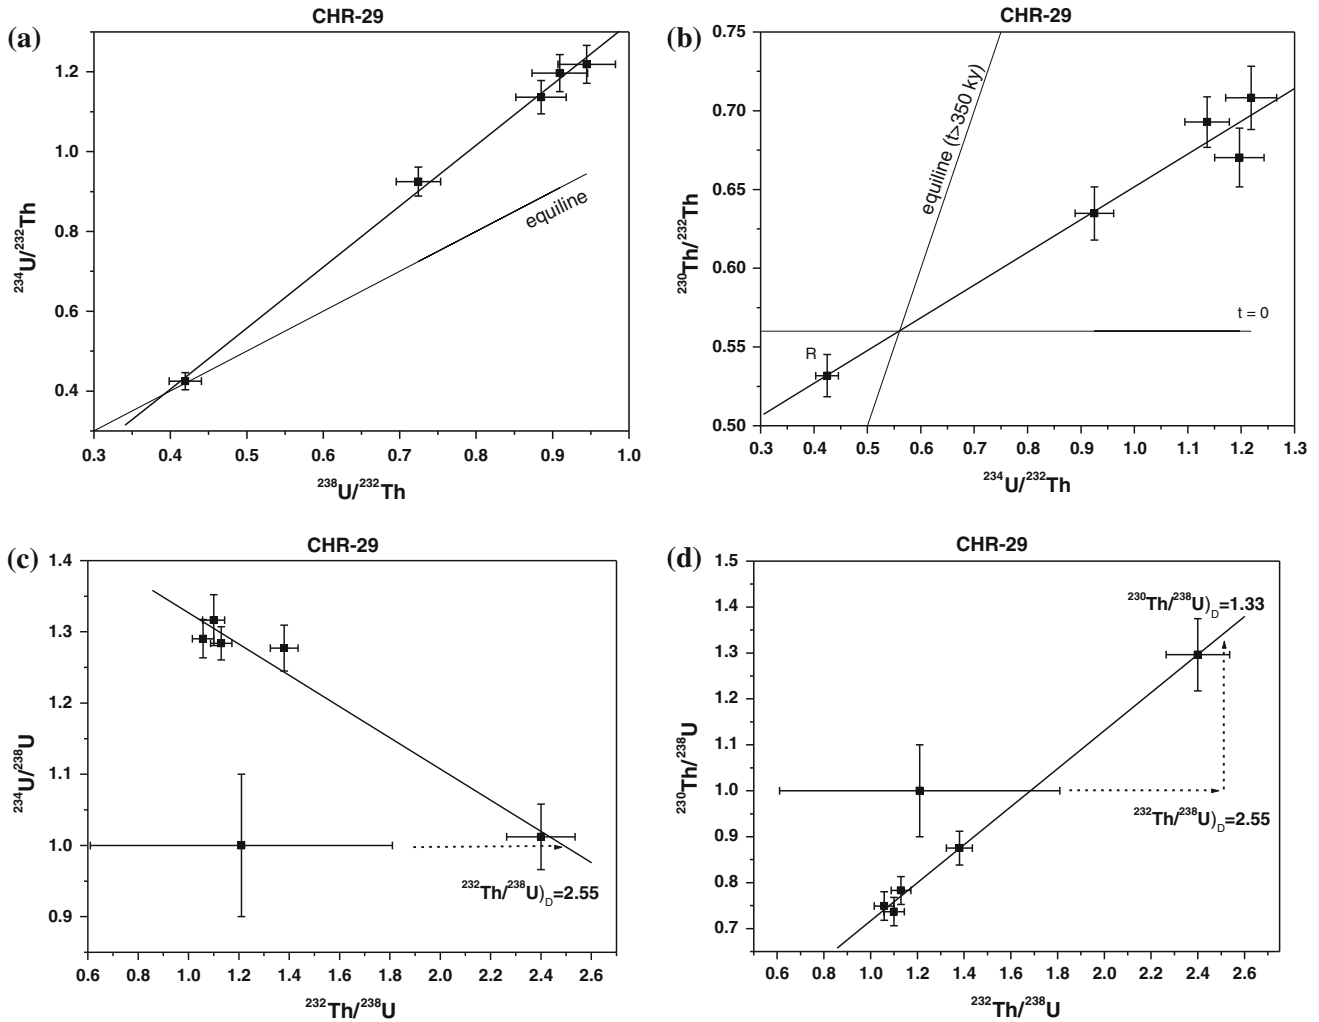 (a)
CHR-29
1.2
1.0
0.8
0.6
0.4
0.3
0.4
0.5
0.6
0.7
0.8
0.9
1.0
equiline
²³⁴U/²³²Th
²³⁸U/²³²Th
(b)
CHR-29
0.75
0.70
0.65
0.60
0.55
0.50
0.3
0.4
0.5
0.6
0.7
0.8
0.9
1.0
1.1
1.2
1.3
equiline (t>350 ky)
t = 0
R
²³⁰Th/²³²Th
²³⁴U/²³²Th
(c)
CHR-29
1.4
1.3
1.2
1.1
1.0
0.9
0.6
0.8
1.0
1.2
1.4
1.6
1.8
2.0
2.2
2.4
2.6
²³²Th/²³⁸U)D=2.55
²³⁴U/²³⁸U
²³²Th/²³⁸U
(d)
CHR-29
1.5
1.4
1.3
1.2
1.1
1.0
0.9
0.8
0.7
0.6
0.8
1.0
1.2
1.4
1.6
1.8
2.0
2.2
2.4
2.6
²³⁰Th/²³⁸U)D=1.33
²³²Th/²³⁸U)D=2.55
²³⁰Th/²³⁸U
²³²Th/²³⁸U